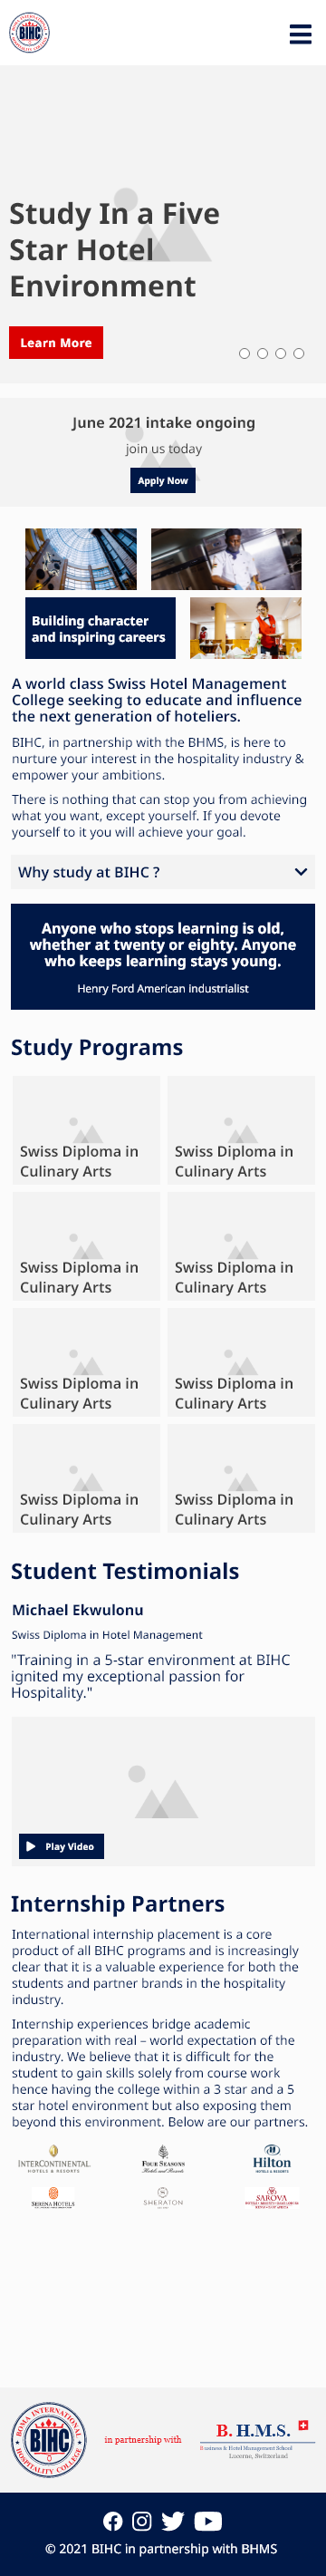 BOMA INTERNATIONAL
BIHC
HOSPITALITY COLLEGE
Study In a Five
Star Hotel
Environment
Learn More
June 2021 intake ongoing
join us today
Apply Now
Building character
and inspiring careers
A world class Swiss Hotel Management
College seeking to educate and influence
the next generation of hoteliers.
BIHC, in partnership with the BHMS, is here to
nurture your interest in the hospitality industry &
empower your ambitions.
There is nothing that can stop you from achieving
what you want, except yourself. If you devote
yourself to it you will achieve your goal.
Why study at BIHC ?
Anyone who stops learning is old,
whether at twenty or eighty. Anyone
who keeps learning stays young.
Henry Ford American industrialist
Study Programs
Swiss Diploma in
Culinary Arts
Swiss Diploma in
Culinary Arts
Swiss Diploma in
Culinary Arts
Swiss Diploma in
Culinary Arts
Swiss Diploma in
Culinary Arts
Swiss Diploma in
Culinary Arts
Swiss Diploma in
Culinary Arts
Swiss Diploma in
Culinary Arts
Student Testimonials
Michael Ekwulonu
Swiss Diploma in Hotel Management
"Training in a 5-star environment at BIHC
ignited my exceptional passion for
Hospitality."
Play Video
Internship Partners
International internship placement is a core
product of all BIHC programs and is increasingly
clear that it is a valuable experience for both the
students and partner brands in the hospitality
industry.
Internship experiences bridge academic
preparation with real – world expectation of the
industry. We believe that it is difficult for the
student to gain skills solely from course work
hence having the college within a 3 star and a 5
star hotel environment but also exposing them
beyond this environment. Below are our partners.
INTERCONTINENTAL
HOTELS & RESORTS
FOUR SEASONS
Hotels and Resorts
Hilton
HOTELS & RESORTS
SERENA HOTELS
SHERATON
SAROVA
BOMA INTERNATIONAL
BIHC
HOSPITALITY COLLEGE
in partnership with
B.H.M.S.
Business & Hotel Management School
Lucerne, Switzerland
© 2021 BIHC in partnership with BHMS